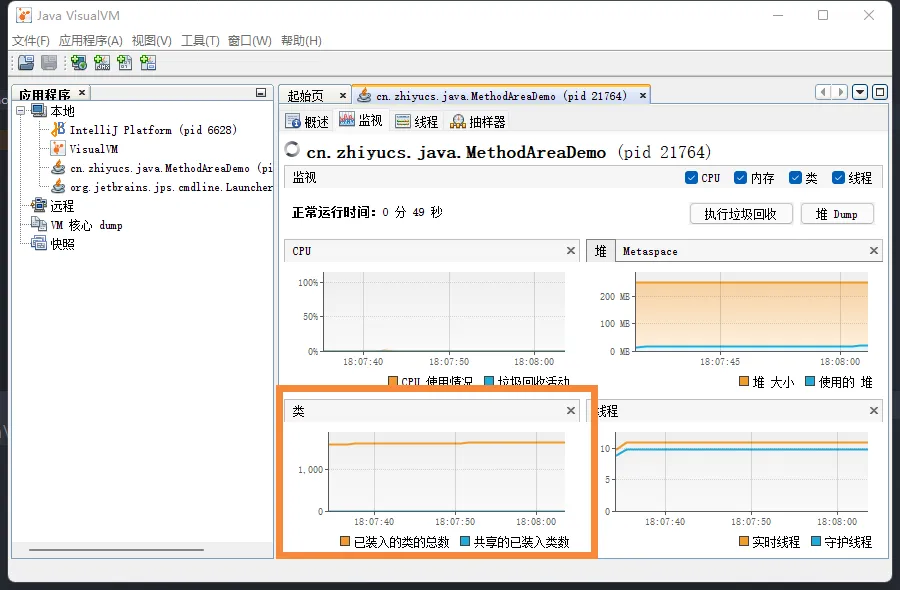 Java VisualVM
文件(F) 应用程序(A) 视图(V) 工具(T) 窗口(W) 帮助(H)
应用程序
本地
IntelliJ Platform (pid 6628)
VisualVM
cn.zhiyucs.java.MethodAreaDemo (pi
org.jetbrains.jps.cmdline.Launcher
远程
VM 核心 dump
快照
起始页 cn.zhiyucs.java.MethodAreaDemo (pid 21764)
概述 监视 线程 抽样器
cn.zhiyucs.java.MethodAreaDemo (pid 21764)
监视 CPU 内存 类 线程
正常运行时间: 0 分 49 秒 执行垃圾回收 堆 Dump
CPU
100%
50%
0%
18:07:40 18:07:50 18:08:00
CPU 使用情况 垃圾回收活动
堆 Metaspace
200 MB
100 MB
0 MB
18:07:45 18:08:00
堆 大小 使用的 堆
类
1,000
0
18:07:40 18:07:50 18:08:00
已装入的类的总数 共享的已装入类数
线程
10
5
0
18:07:40 18:07:50 18:08:00
实时线程 守护线程